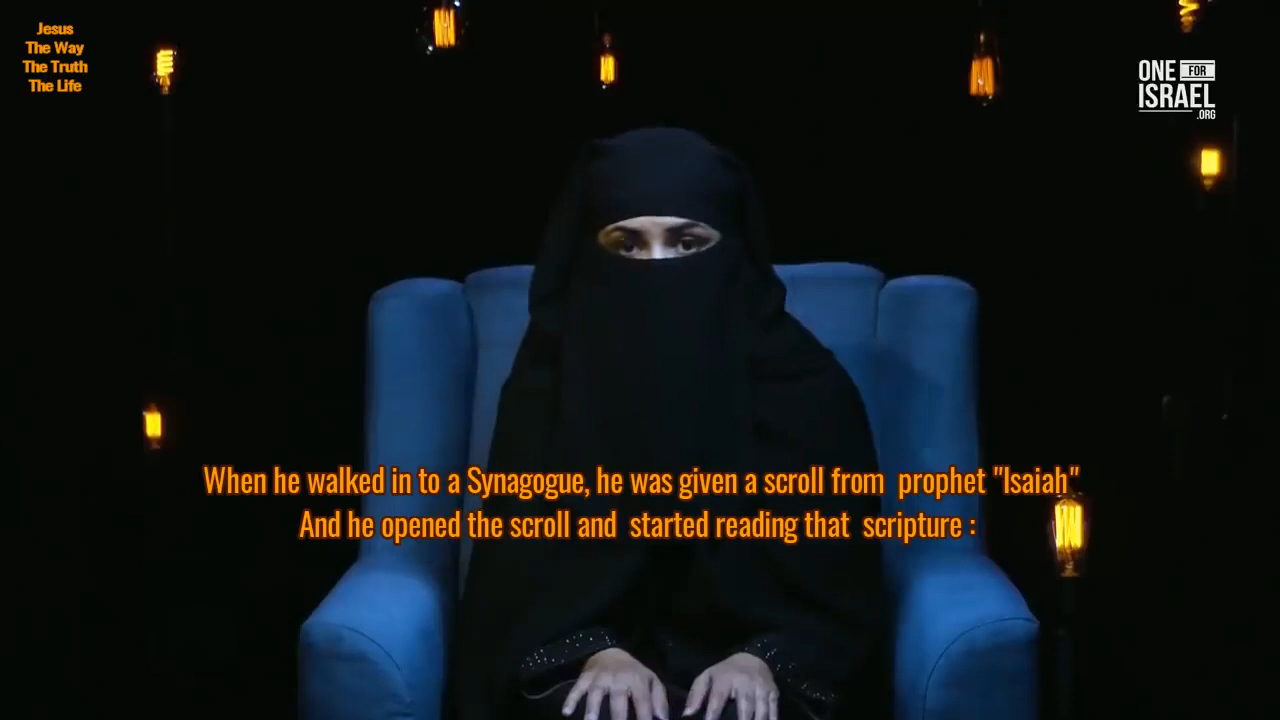 Jesus
The Way
The Truth
The Life
ONE FOR
ISRAEL
.ORG
When he walked in to a Synagogue, he was given a scroll from prophet "Isaiah"
And he opened the scroll and started reading that scripture :